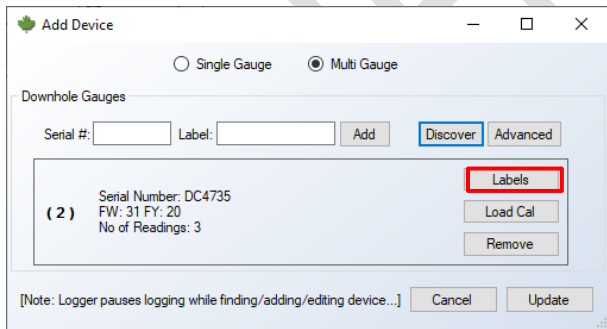 Add Device
Single Gauge Multi Gauge
Downhole Gauges
Serial #: Label: Add Discover Advanced
Labels
Serial Number: DC4735
(2) FW: 31 FY: 20 Load Cal
No of Readings: 3
Remove
[Note: Logger pauses logging while finding/adding/editing device...] Cancel Update